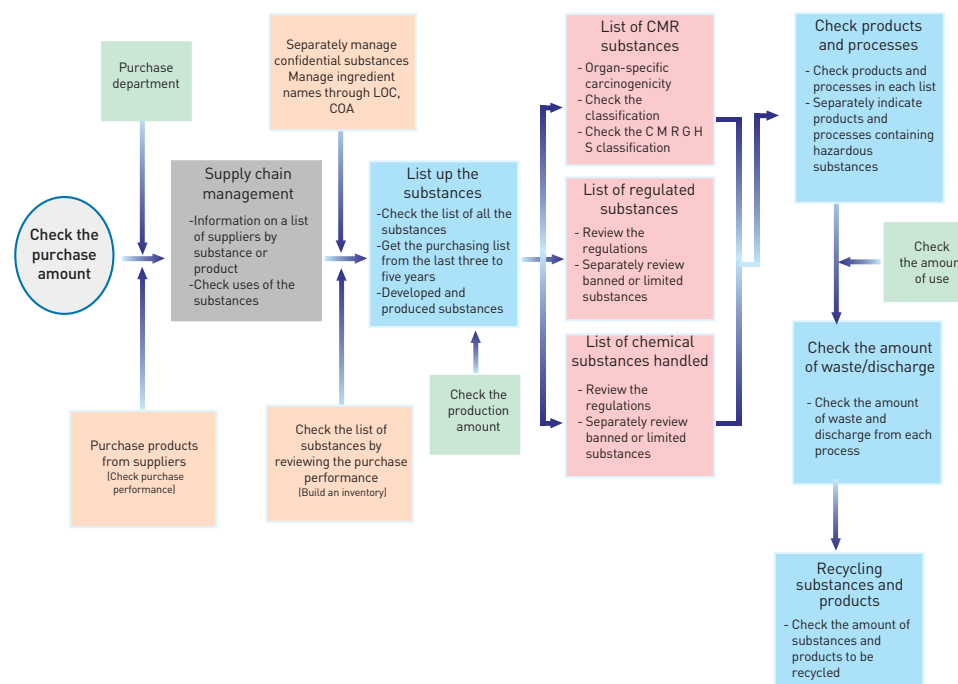 Check the
purchase
amount
Purchase
department
Supply chain
management
-Information on a list
of suppliers by
substance or
product
-Check uses of the
substances
Purchase products
from suppliers
(Check purchase
performance)
Separately manage
confidential substances
Manage ingredient
names through LOC,
COA
List up the
substances
-Check the list of all the
substances
-Get the purchasing list
from the last three to
five years
-Developed and
produced substances
Check the list of
substances by
reviewing the purchase
performance
(Build an inventory)
Check the
production
amount
List of CMR
substances
- Organ-specific
carcinogenicity
- Check the
classification
- Check the C M R G H
S classification
List of regulated
substances
- Review the
regulations
- Separately review
banned or limited
substances
List of chemical
substances handled
- Review the
regulations
- Separately review
banned or limited
substances
Check products
and processes
- Check products and
processes in each list
- Separately indicate
products and
processes containing
hazardous
substances
Check
the amount
of use
Check the amount
of waste/discharge
- Check the amount
of waste and
discharge from each
process
Recycling
substances and
products
- Check the amount of
substances and
products to be
recycled